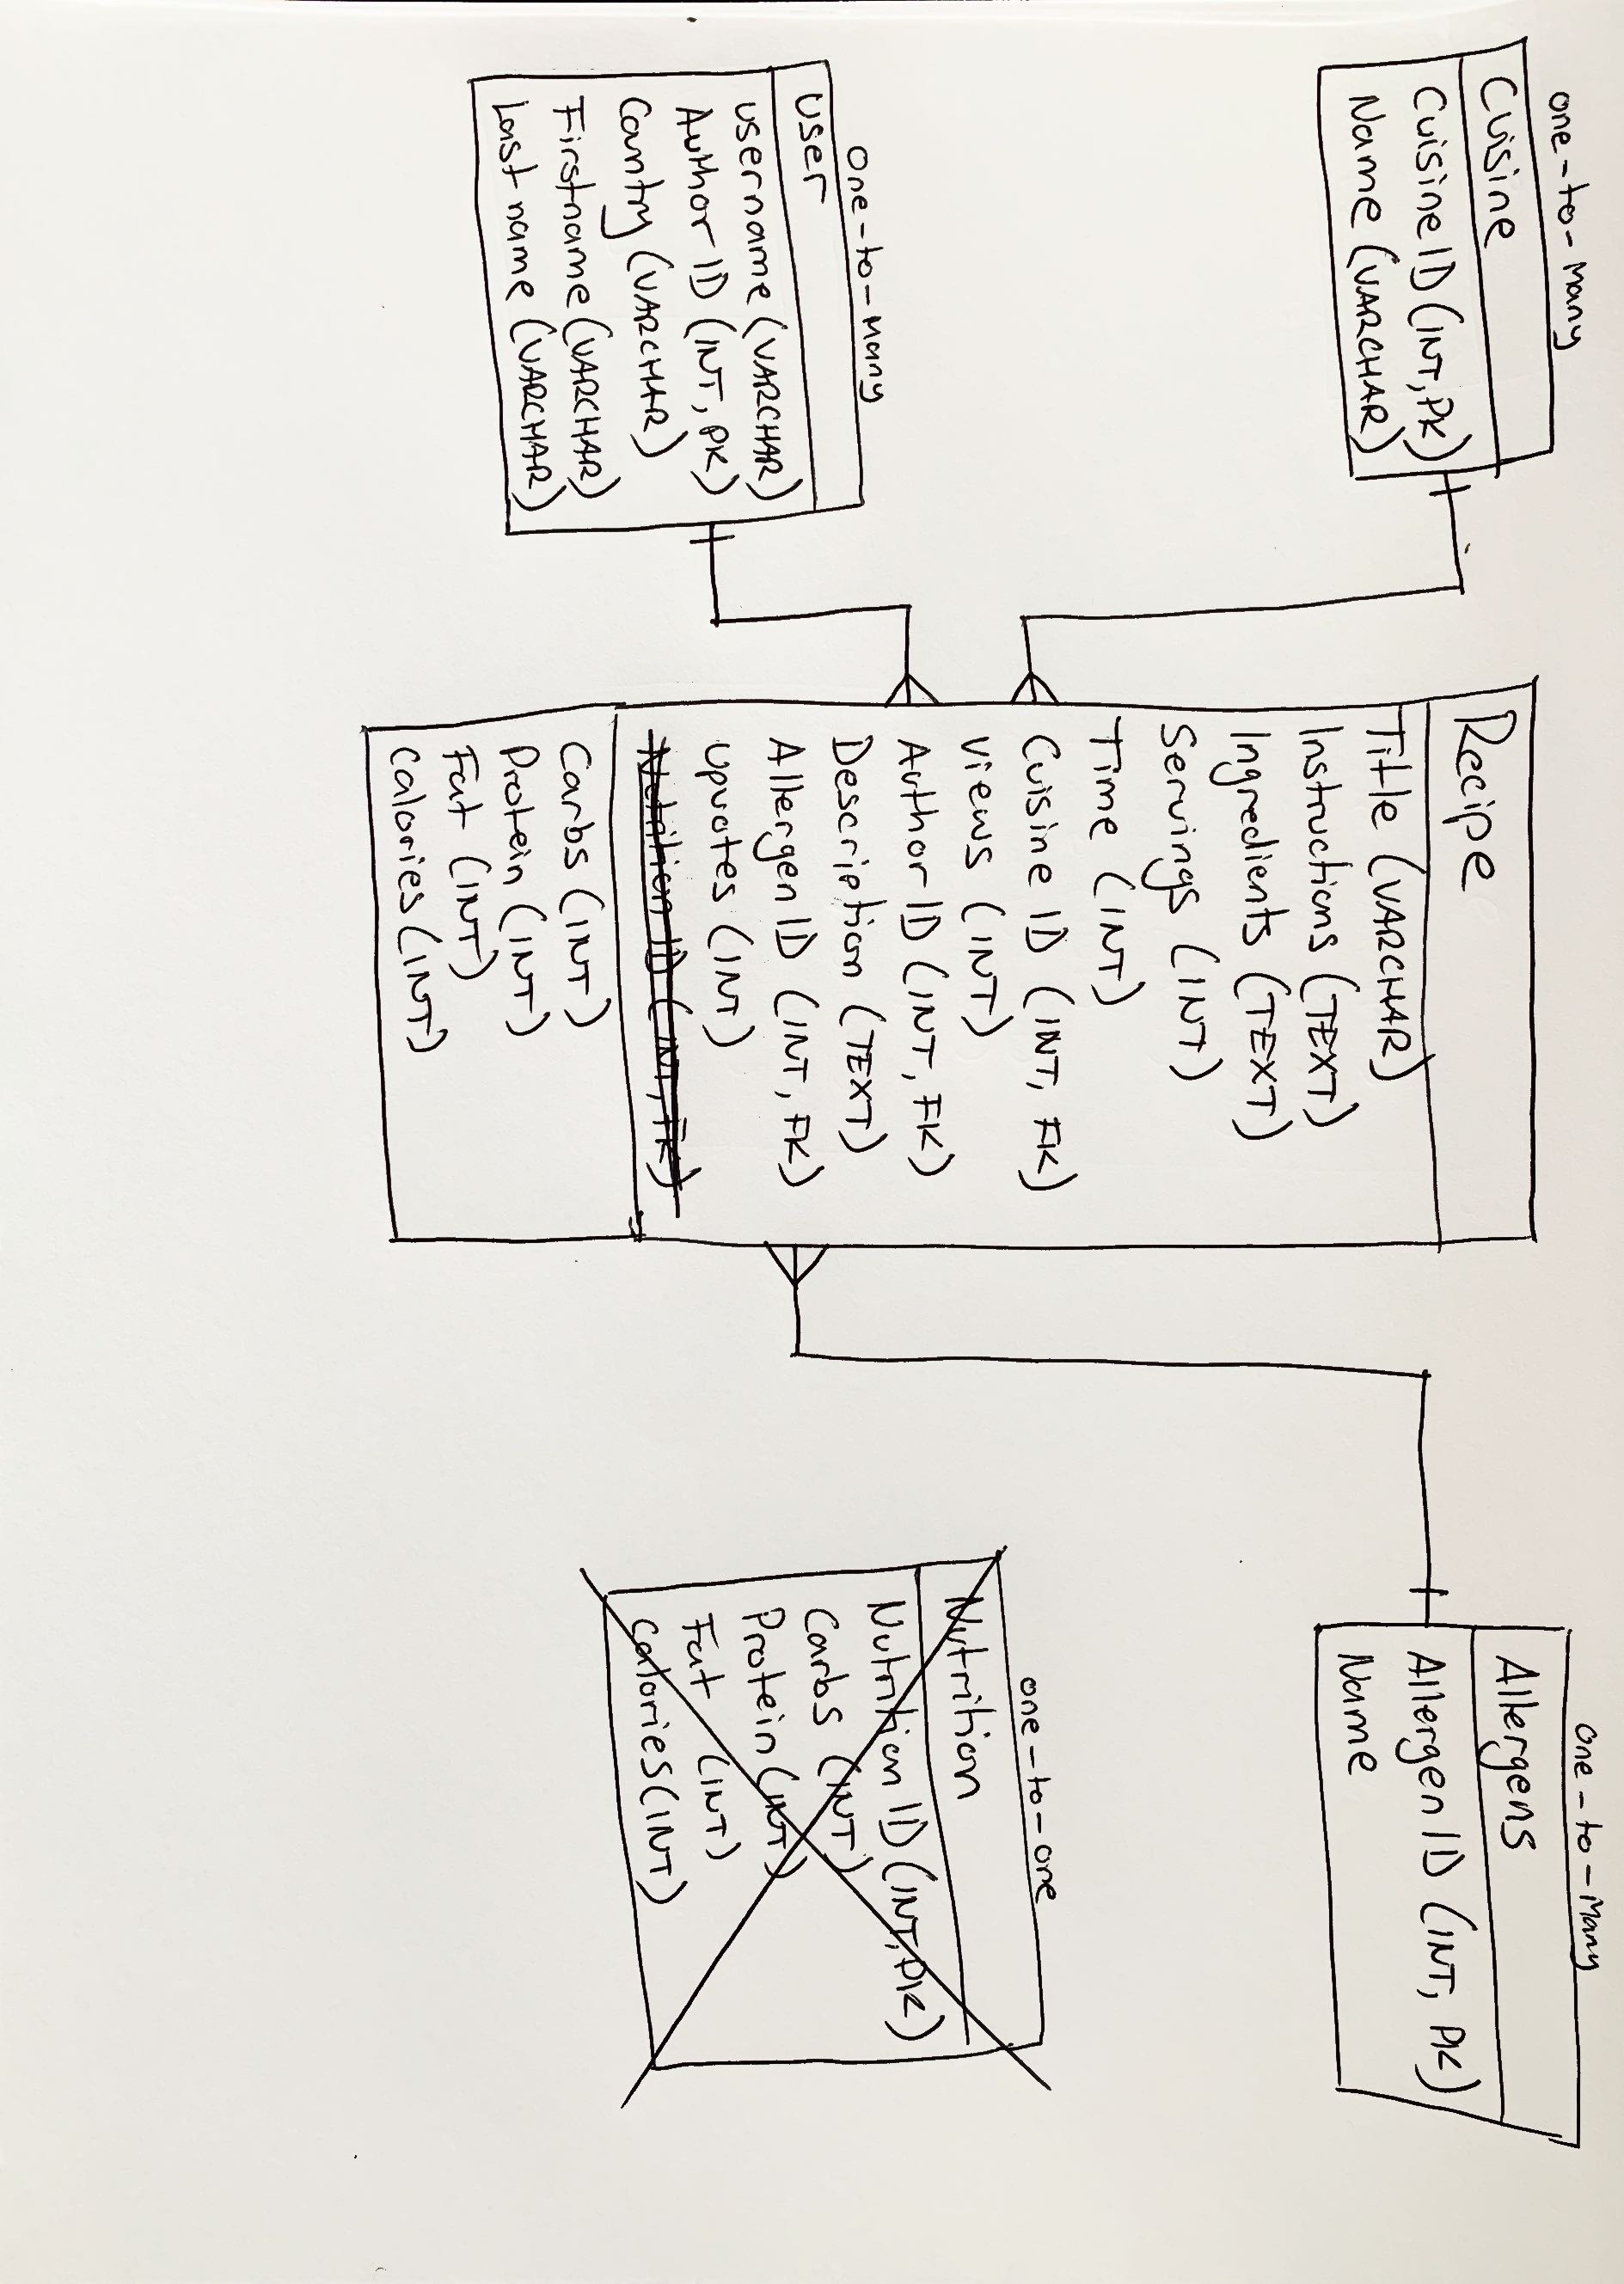 one-to-Many
Cuisine
Cuisine ID (INT, PK)
Name (VARCHAR)
One-to-Many
user
username (VARCHAR)
Author ID (INT, PK)
Country (VARCHAR)
Firstname (VARCHAR)
Last name (VARCHAR)
Recipe
Title (VARCHAR)
Instructions (TEXT)
Ingredients (TEXT)
Servings (INT)
Time (INT)
Cuisine ID (INT, FK)
views (INT)
Author ID (INT, FK)
Description (TEXT)
Allergen ID (INT, FK)
upvotes (INT)
Nutrition ID (INT, FK)
Carbs (INT)
Protein (INT)
Fat (INT)
Calories (INT)
One-to-Many
Allergens
Allergen ID (INT, PK)
Name
one-to-one
Nutrition
Nutrition ID (INT, PK)
Carbs (INT)
Protein (INT)
Fat (INT)
Calories (INT)